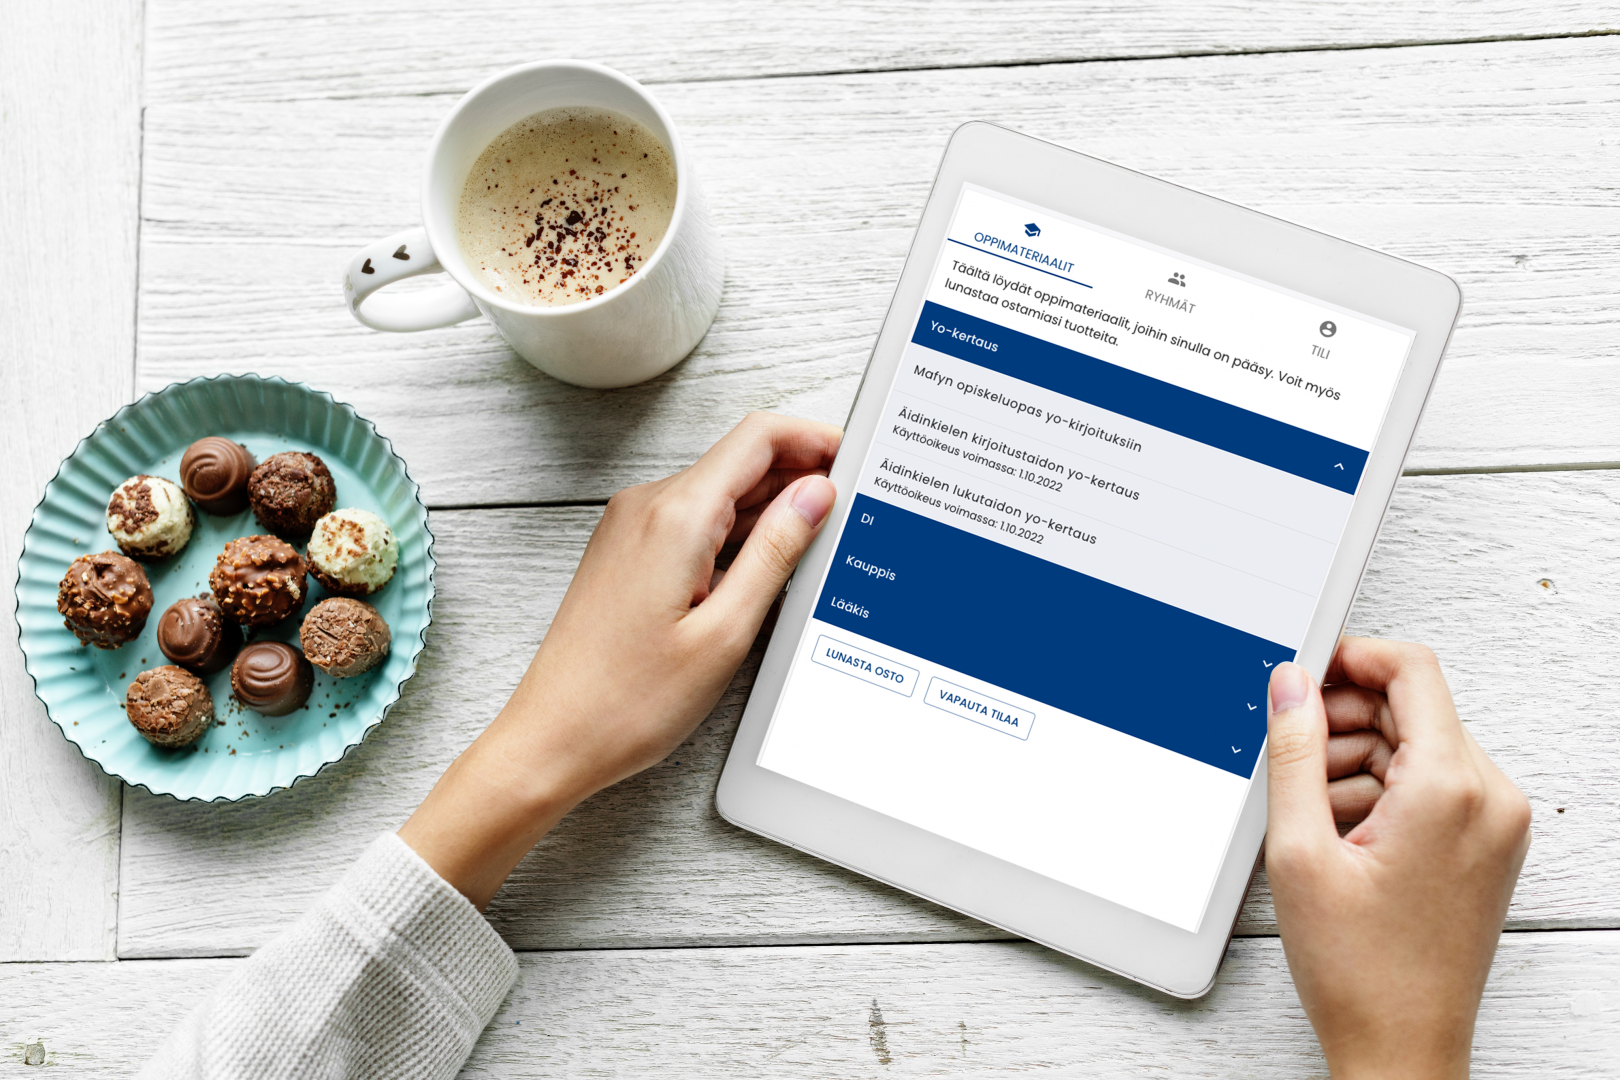 OPPIMATERIAALIT
RYHMÄT
TILI
Täältä löydät oppimateriaalit, joihin sinulla on pääsy. Voit myös
lunastaa ostamiasi tuotteita.
Yo-kertaus
Mafyn opiskeluopas yo-kirjoituksiin
Äidinkielen kirjoitustaidon yo-kertaus
Käyttöoikeus voimassa: 1.10.2022
Äidinkielen lukutaidon yo-kertaus
Käyttöoikeus voimassa: 1.10.2022
DI
Kauppis
Lääkis
LUNASTA OSTO
VAPAUTA TILAA